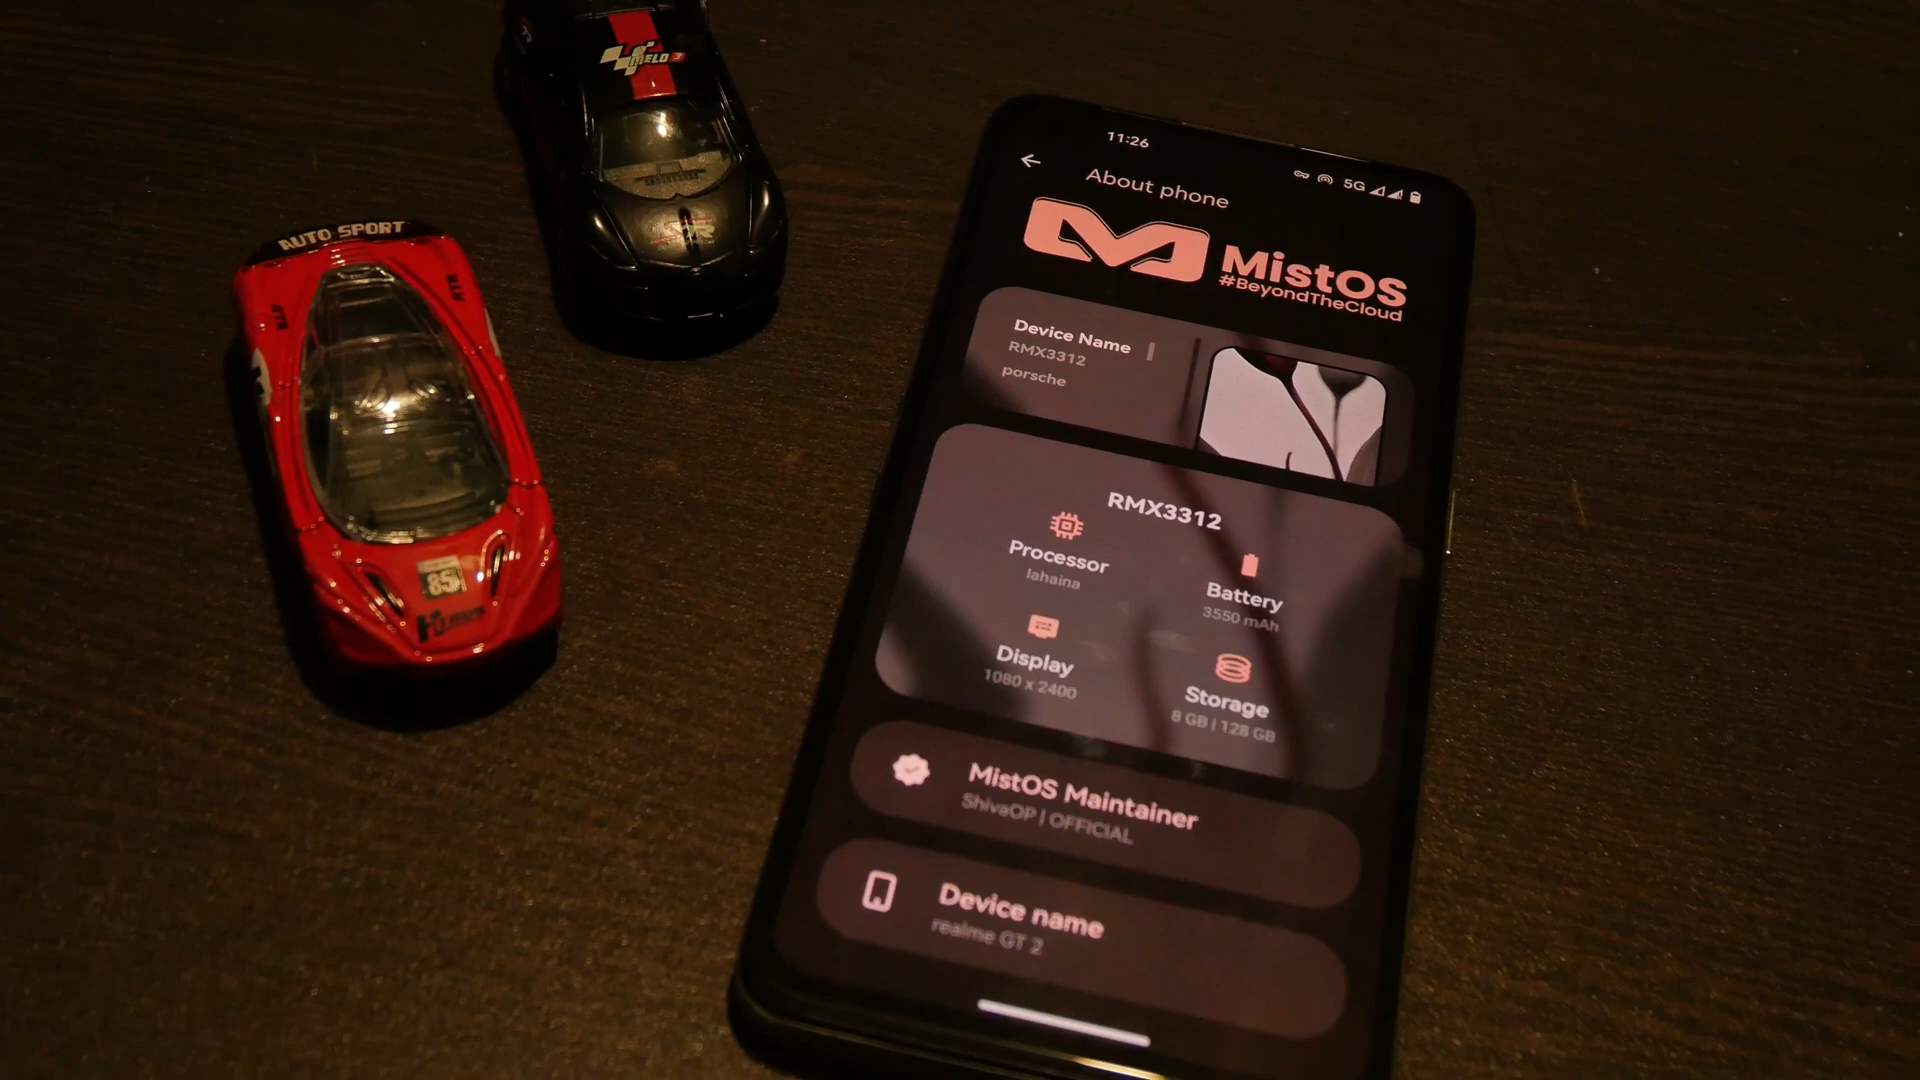 MELO
AUTO SPORT
85
11:26
5G
About phone
MistOS
#BeyondTheCloud
Device Name
RMX3312
porsche
RMX3312
Processor
lahaina
Battery
3550 mAh
Display
1080 x 2400
Storage
8 GB | 128 GB
MistOS Maintainer
ShivaOP | OFFICIAL
Device name
realme GT 2